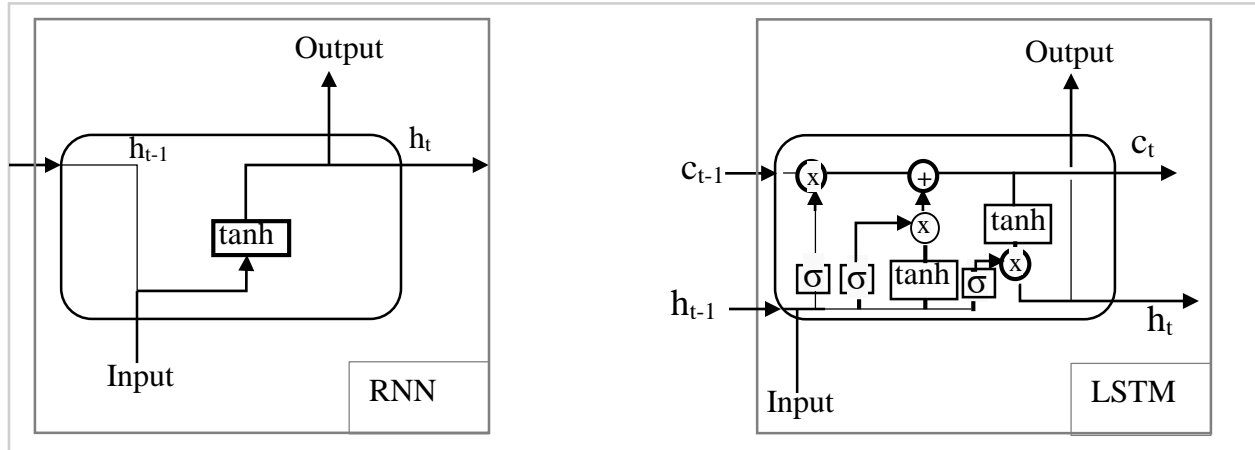 Output
h_t-1
h_t
tanh
Input
RNN
Output
c_t-1
x
+
c_t
x
tanh
σ
σ
tanh
σ
x
h_t-1
h_t
Input
LSTM